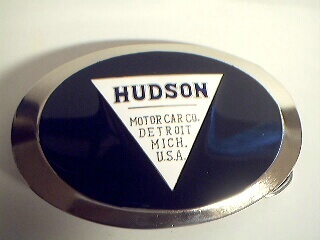 HUDSON
MOTOR CAR CO.
DETROIT
MICH.
U.S.A.